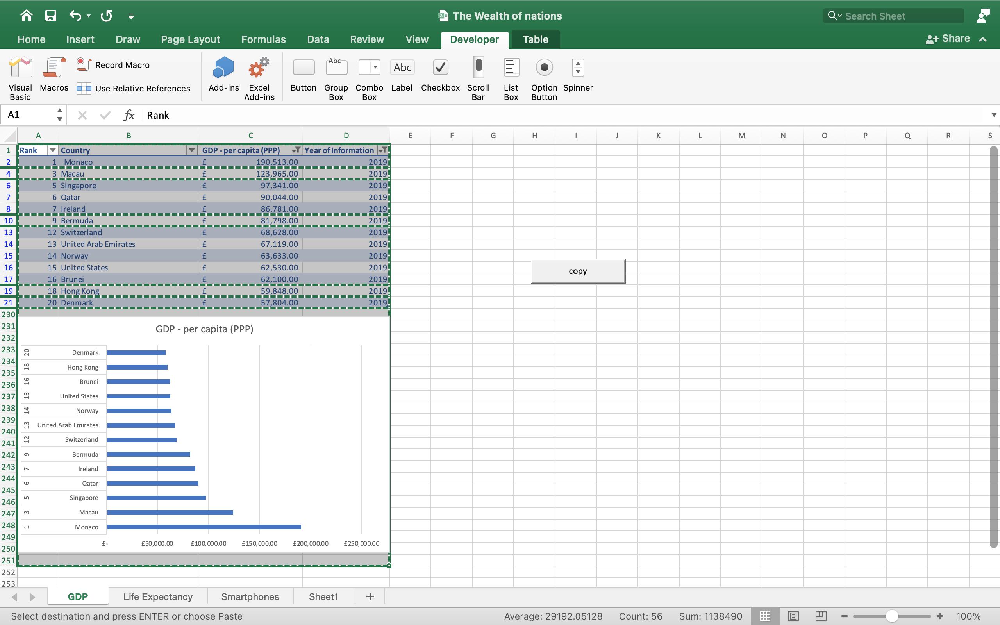 The Wealth of nations
Search Sheet
Home Insert Draw Page Layout Formulas Data Review View Developer Table Share
Visual Basic
Macros
Record Macro
Use Relative References
Add-ins
Excel Add-ins
Button
Abc
Group Box
Combo Box
Abc
Label
Checkbox
Scroll Bar
List Box
Option Button
Spinner
A1 fx Rank
A B C D E F G H I J K L M N O P Q R S
1 Rank Country GDP - per capita (PPP) Year of Information
2 1 Monaco £ 190,513.00 2019
4 3 Macau £ 123,965.00 2019
6 5 Singapore £ 97,341.00 2019
7 6 Qatar £ 90,044.00 2019
8 7 Ireland £ 86,781.00 2019
10 9 Bermuda £ 81,798.00 2019
13 12 Switzerland £ 68,628.00 2019
14 13 United Arab Emirates £ 67,119.00 2019
15 14 Norway £ 63,633.00 2019
16 15 United States £ 62,530.00 2019
17 16 Brunei £ 62,100.00 2019
19 18 Hong Kong £ 59,848.00 2019
21 20 Denmark £ 57,804.00 2019
copy
230
231
232
233
234
235
236
237
238
239
240
241
242
243
244
245
246
247
248
249
250
251
252
253
GDP - per capita (PPP)
20 Denmark
18 Hong Kong
16 Brunei
15 United States
14 Norway
13 United Arab Emirates
12 Switzerland
9 Bermuda
7 Ireland
6 Qatar
5 Singapore
3 Macau
1 Monaco
£- £50,000.00 £100,000.00 £150,000.00 £200,000.00 £250,000.00
GDP Life Expectancy Smartphones Sheet1 +
Select destination and press ENTER or choose Paste Average: 29192.05128 Count: 56 Sum: 1138490 − + 100%